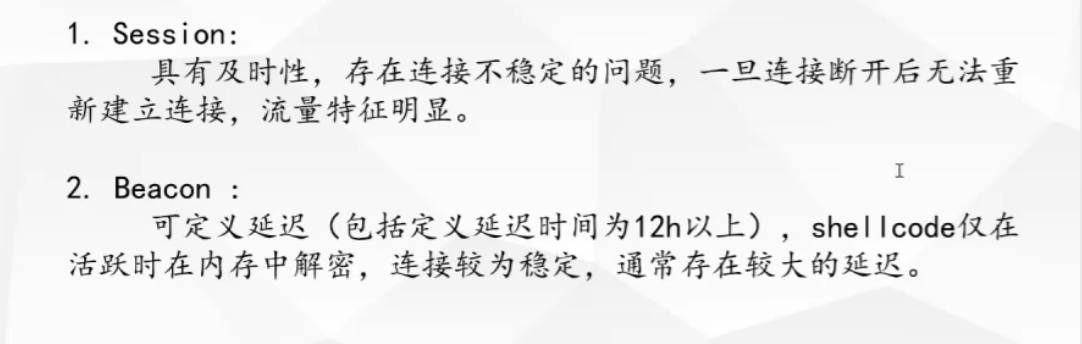 1. Session:
具有及时性，存在连接不稳定的问题，一旦连接断开后无法重
新建立连接，流量特征明显。
2. Beacon :
可定义延迟（包括定义延迟时间为12h以上），shellcode仅在
活跃时在内存中解密，连接较为稳定，通常存在较大的延迟。